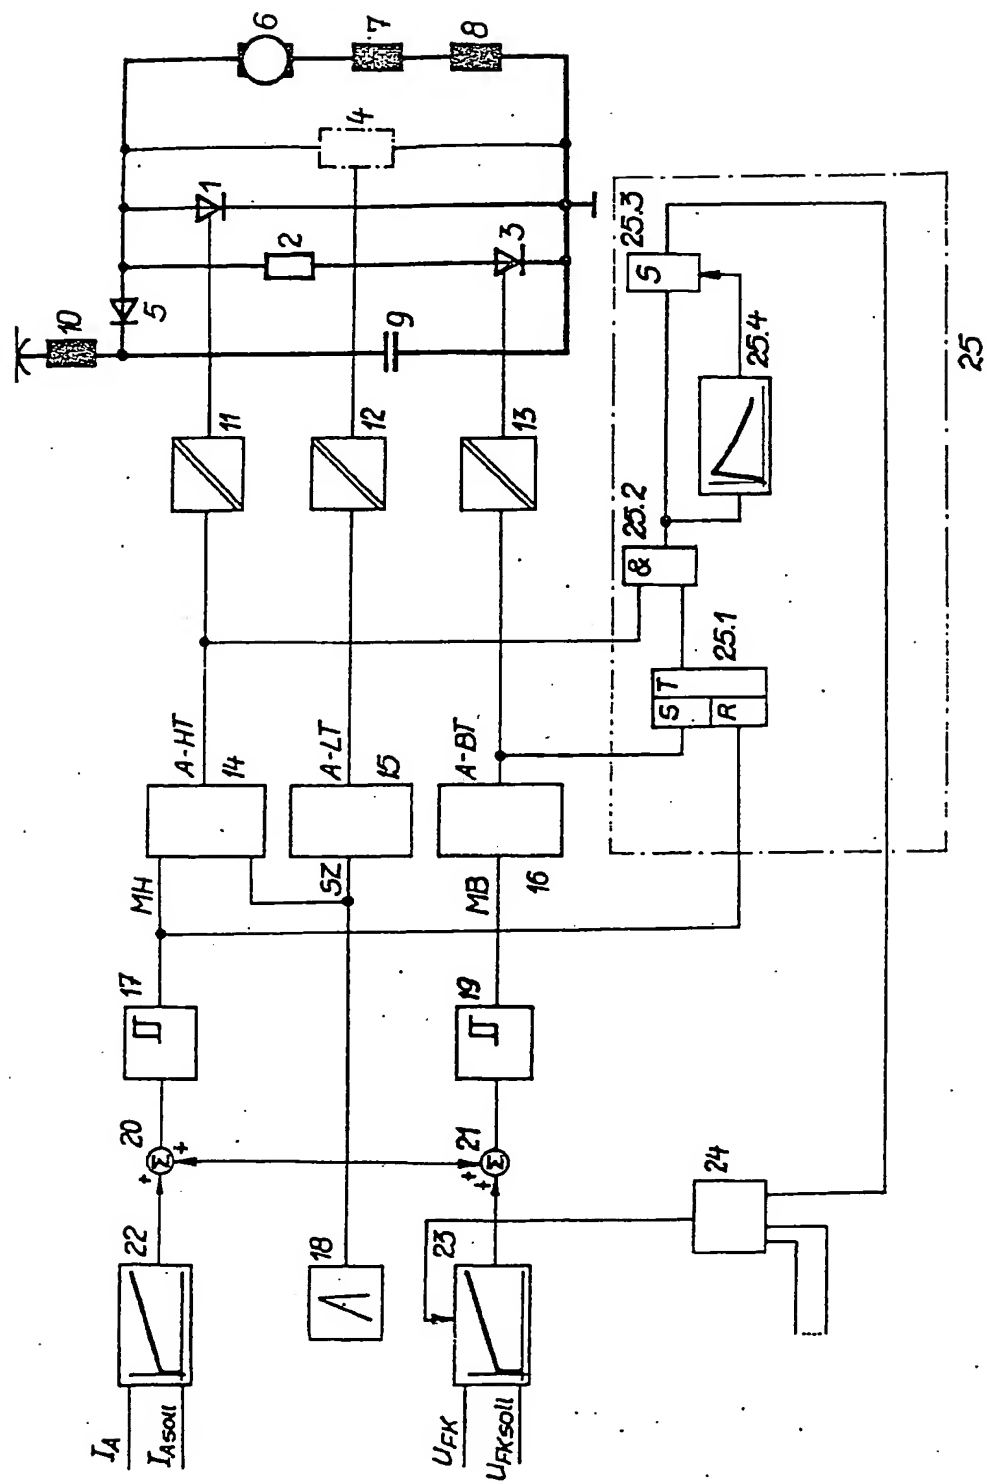 I_A
I_Asoll
22
20
17
MH
14
A-HT
11
18
SZ
15
A-LT
12
U_FK
U_FKsoll
23
21
19
MB
16
A-BT
13
10
5
9
2
3
1
4
6
7
8
24
25
25.1
S
R
T
25.2
&
25.3
S
25.4
Σ
+
+
Σ
+
+